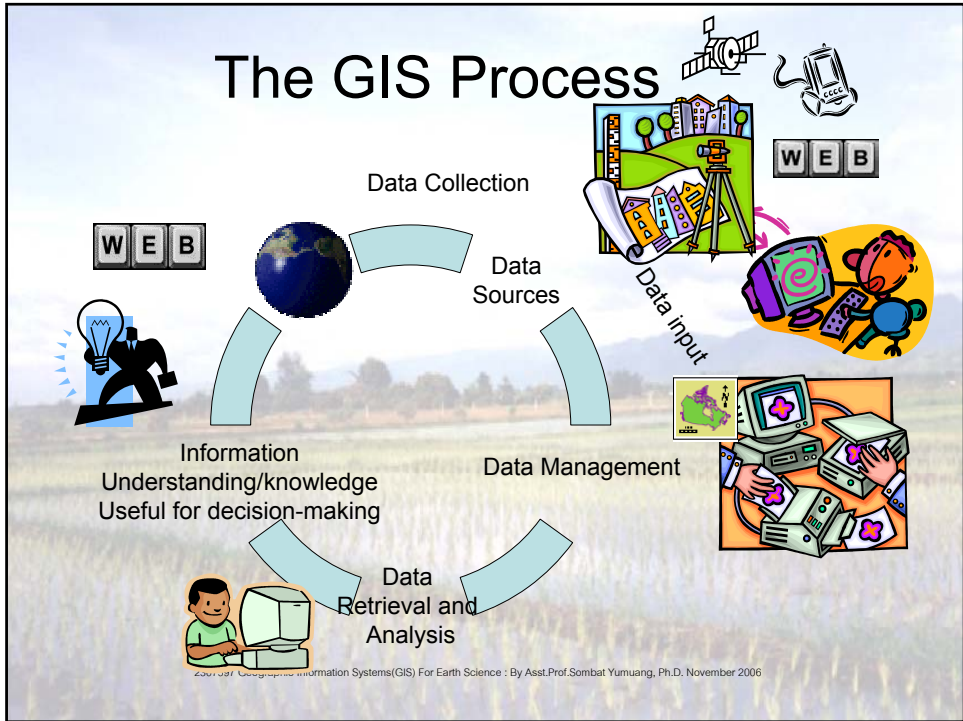 The GIS Process
Data Collection
WEB
WEB
Data
Sources
Data input
Information
Understanding/knowledge
Useful for decision-making
Data Management
Data
Retrieval and
Analysis
Information Systems(GIS) For Earth Science : By Asst.Prof.Sombat Yumuang, Ph.D. November 2006